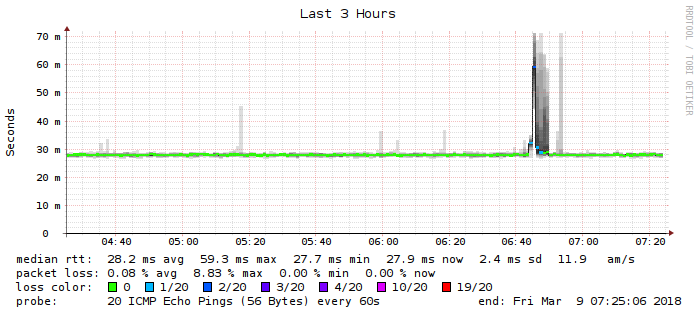 Last 3 Hours
RRDTOOL / TOBI OETIKER
Seconds
70 m
60 m
50 m
40 m
30 m
20 m
10 m
0
04:40 05:00 05:20 05:40 06:00 06:20 06:40 07:00 07:20
median rtt: 28.2 ms avg 59.3 ms max 27.7 ms min 27.9 ms now 2.4 ms sd 11.9 am/s
packet loss: 0.08 % avg 8.83 % max 0.00 % min 0.00 % now
loss color: 0 1/20 2/20 3/20 4/20 10/20 19/20
probe: 20 ICMP Echo Pings (56 Bytes) every 60s end: Fri Mar 9 07:25:06 2018